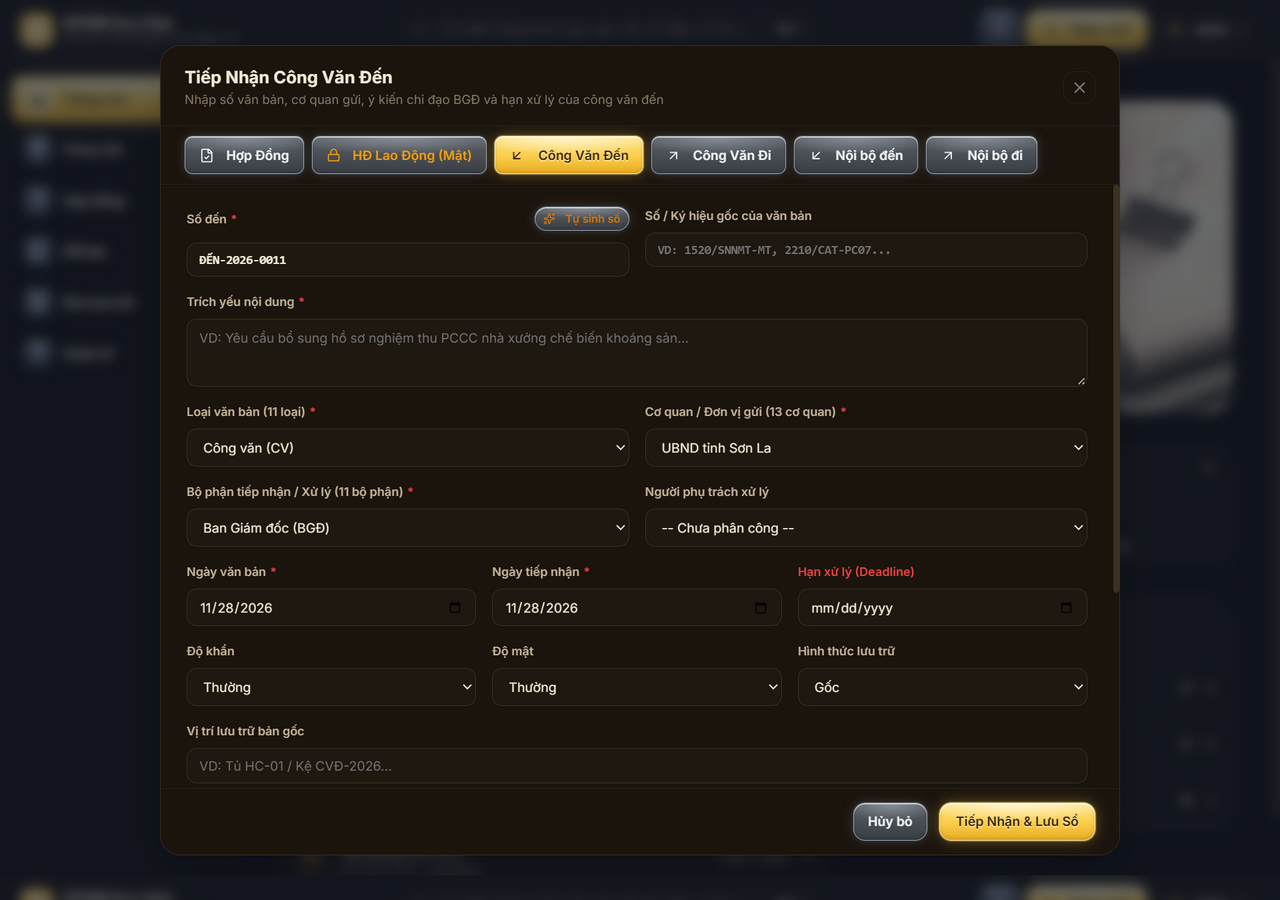 Tiếp Nhận Công Văn Đến
Nhập số văn bản, cơ quan gửi, ý kiến chỉ đạo BGĐ và hạn xử lý của công văn đến
Hợp Đồng
HĐ Lao Động (Mật)
Công Văn Đến
Công Văn Đi
Nội bộ đến
Nội bộ đi
Số đến *
Tự sinh số
Số / Ký hiệu gốc của văn bản
ĐẾN-2026-0011
VD: 1520/SNNMT-MT, 2210/CAT-PC07...
Trích yếu nội dung *
VD: Yêu cầu bổ sung hồ sơ nghiệm thu PCCC nhà xưởng chế biến khoáng sản...
Loại văn bản (11 loại) *
Cơ quan / Đơn vị gửi (13 cơ quan) *
Công văn (CV)
UBND tỉnh Sơn La
Bộ phận tiếp nhận / Xử lý (11 bộ phận) *
Người phụ trách xử lý
Ban Giám đốc (BGĐ)
-- Chưa phân công --
Ngày văn bản *
Ngày tiếp nhận *
Hạn xử lý (Deadline)
11/28/2026
11/28/2026
mm/dd/yyyy
Độ khẩn
Độ mật
Hình thức lưu trữ
Thường
Thường
Gốc
Vị trí lưu trữ bản gốc
VD: Tủ HC-01 / Kệ CVĐ-2026...
Hủy bỏ
Tiếp Nhận & Lưu Sổ